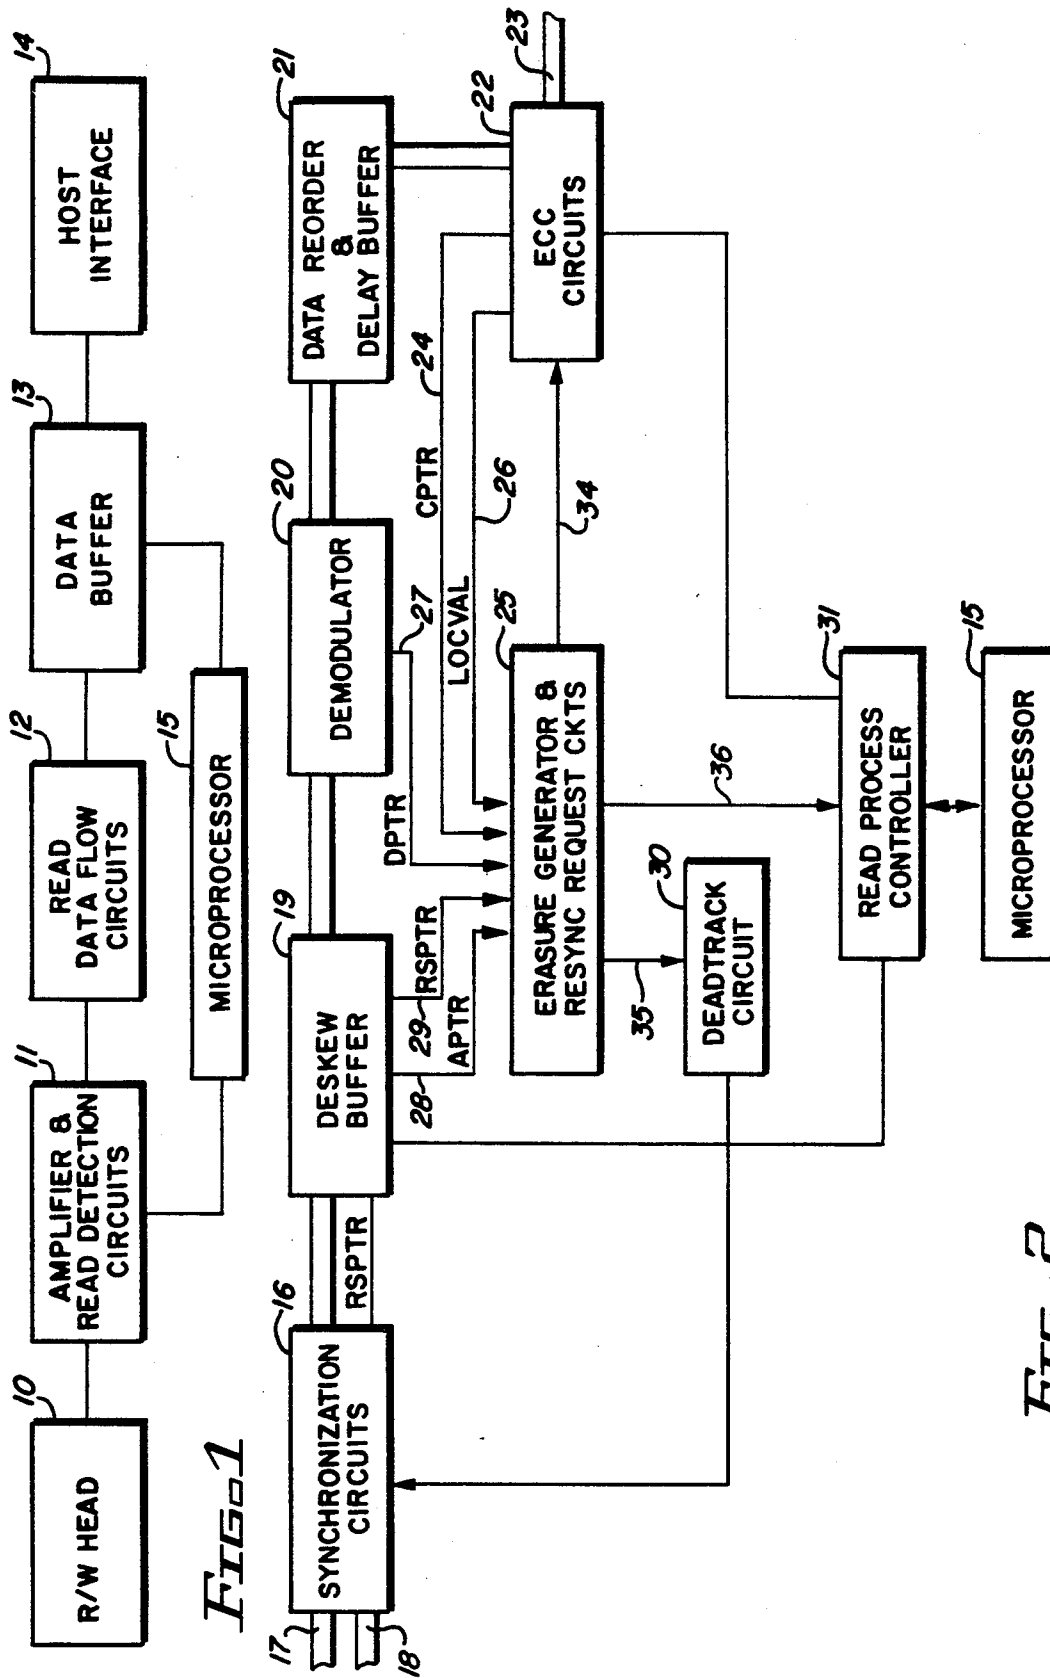 10
R/W HEAD
11
AMPLIFIER &
READ DETECTION
CIRCUITS
12
READ
DATA FLOW
CIRCUITS
13
DATA
BUFFER
14
HOST
INTERFACE
15
MICROPROCESSOR
FIG. 1
17
18
16
SYNCHRONIZATION
CIRCUITS
RSPTR
19
DESKEW
BUFFER
20
DEMODULATOR
21
DATA REORDER
&
DELAY BUFFER
22
ECC
CIRCUITS
23
28
APTR
29
RSPTR
DPTR
27
CPTR
24
LOCVAL
26
25
ERASURE GENERATOR &
RESYNC REQUEST CKTS
34
35
30
DEADTRACK
CIRCUIT
36
31
READ PROCESS
CONTROLLER
15
MICROPROCESSOR
FIG. 2